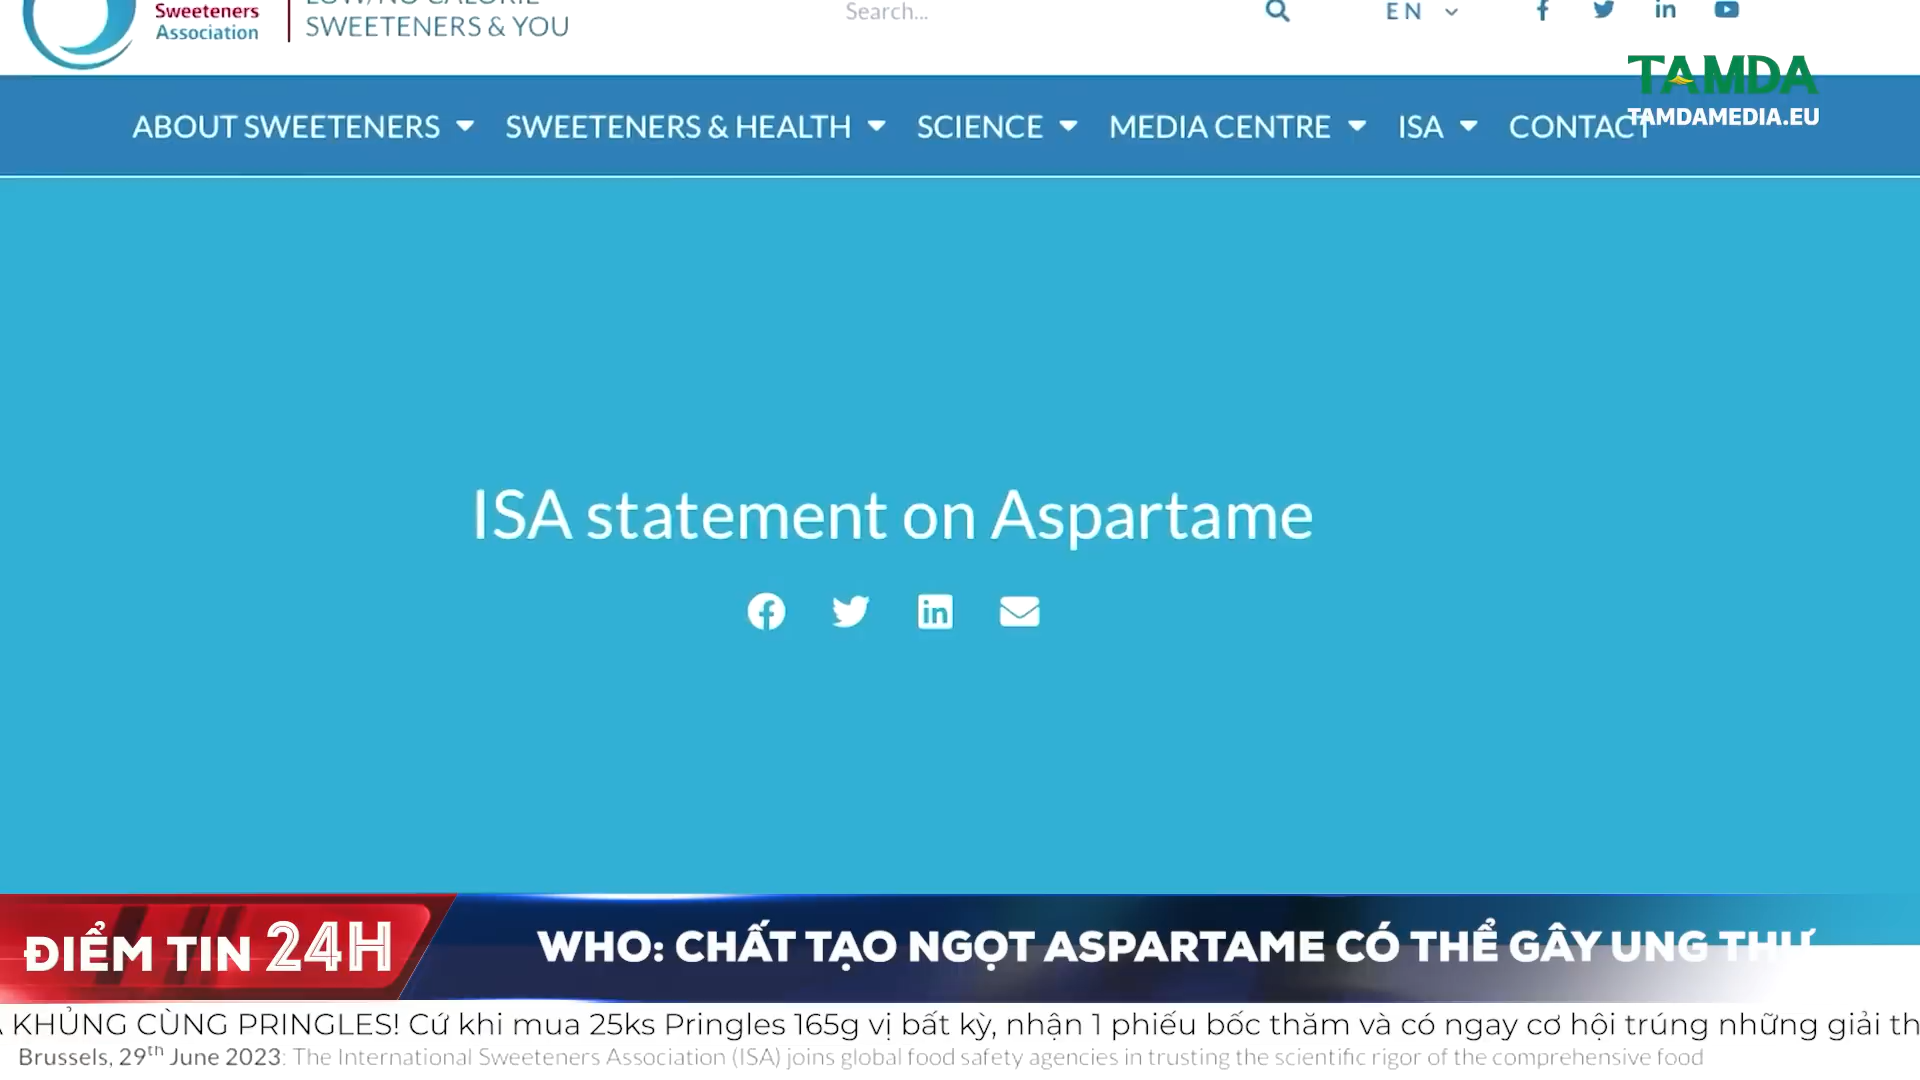 LOW/NO CALORIE
Sweeteners
Association
SWEETENERS & YOU
Search...
EN
TAMDA
TAMDAMEDIA.EU
ABOUT SWEETENERS
SWEETENERS & HEALTH
SCIENCE
MEDIA CENTRE
ISA
CONTACT
ISA statement on Aspartame
ĐIỂM TIN 24H
WHO: CHẤT TẠO NGỌT ASPARTAME CÓ THỂ GÂY UNG THƯ
KHỦNG CÙNG PRINGLES! Cứ khi mua 25ks Pringles 165g vị bất kỳ, nhận 1 phiếu bốc thăm và có ngay cơ hội trúng những giải
Brussels, 29th June 2023: The International Sweeteners Association (ISA) joins global food safety agencies in trusting the scientific rigor of the comprehensive food